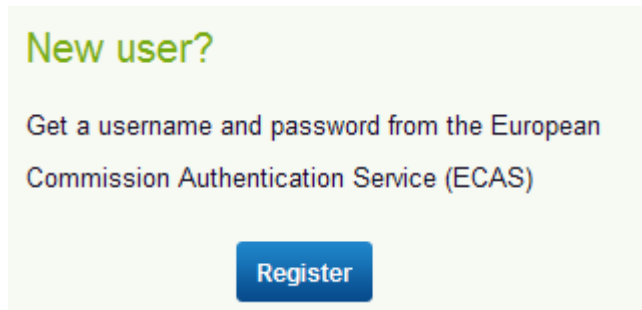 New user?
Get a username and password from the European
Commission Authentication Service (ECAS)
Register